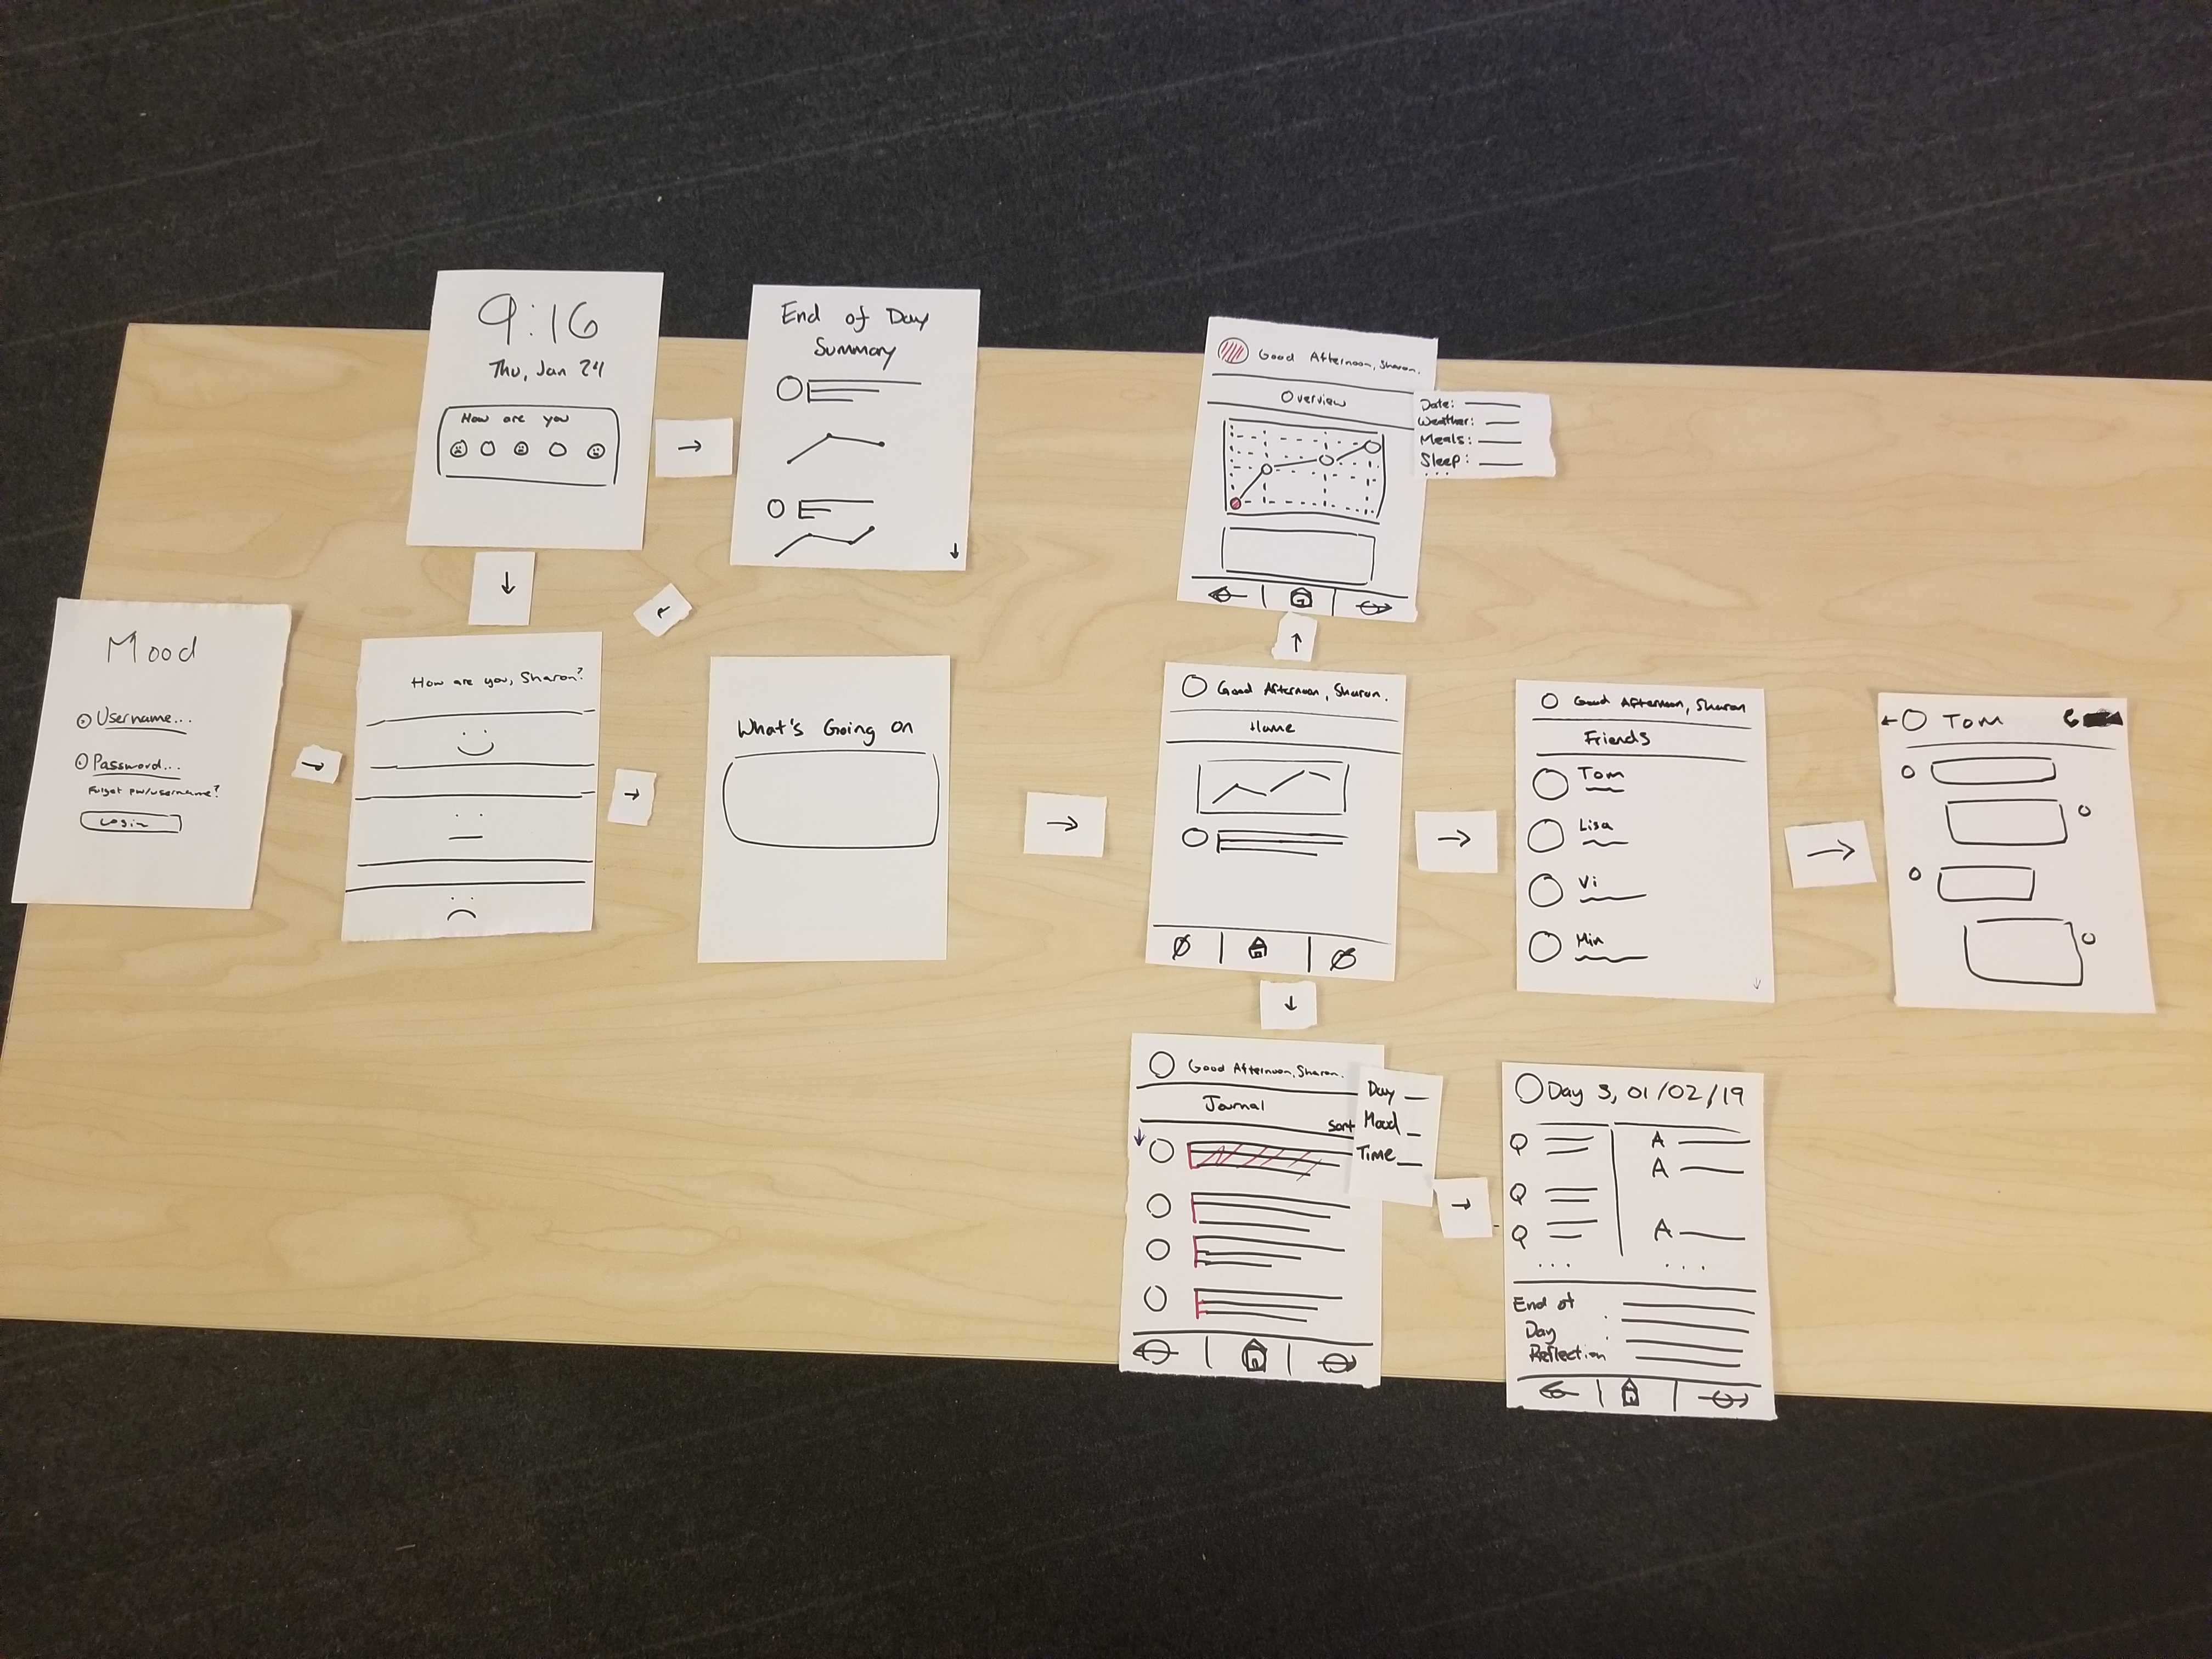 9:16
Thu, Jan 24
How are you
End of Day
Summary
Good Afternoon, Sharon.
Overview
Date:
Weather:
Meals:
Sleep:
...
Mood
Username...
Password...
Forgot pw/username?
Login
How are you, Sharon?
What's Going On
Good Afternoon, Sharon.
Home
Good Afternoon, Sharon
Friends
Tom
Lisa
Vi
Min
Tom
Good Afternoon, Sharon.
Journal
Sort
Day
Mood
Time
Day 3, 01/02/19
Q A
A
Q
Q A
... ...
End of
Day
Reflection